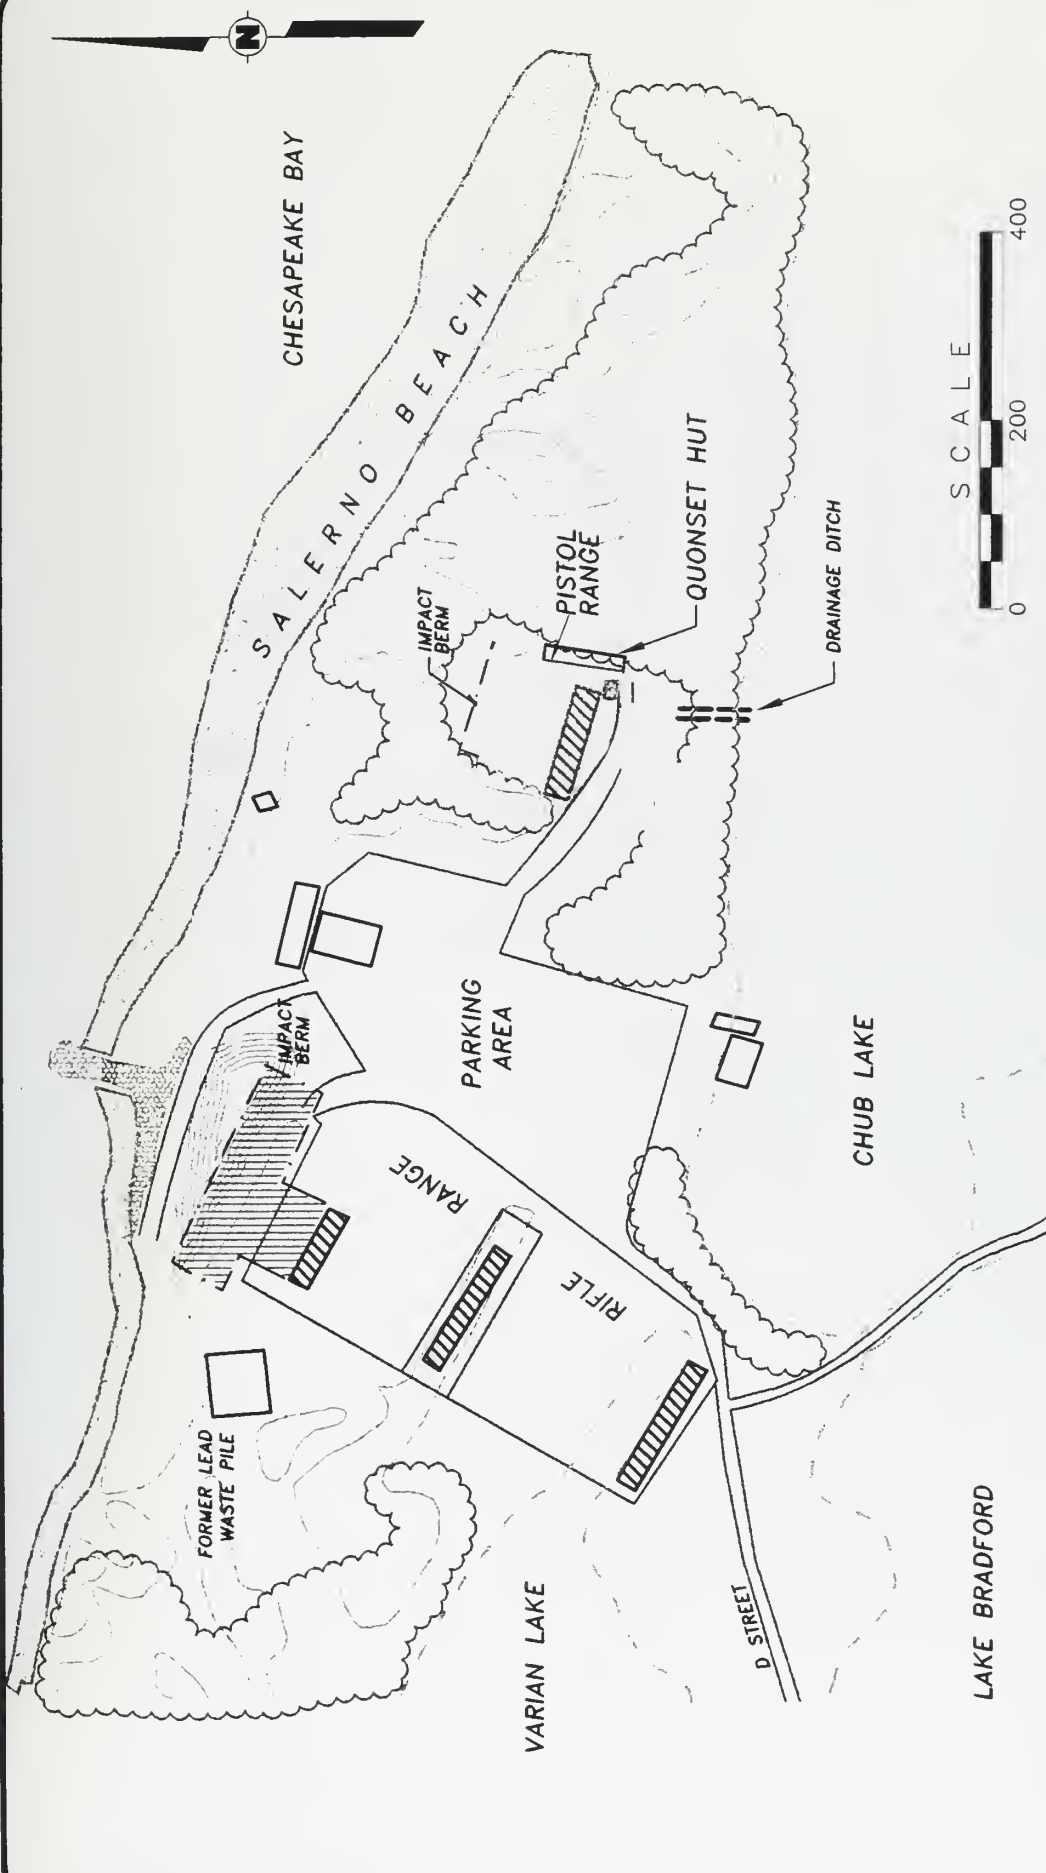 N
CHESAPEAKE BAY
SALERNO BEACH
IMPACT
BERM
PISTOL
RANGE
QUONSET HUT
DRAINAGE DITCH
IMPACT
BERM
PARKING
AREA
RIFLE RANGE
FORMER LEAD
WASTE PILE
CHUB LAKE
VARIAN LAKE
D STREET
LAKE BRADFORD
SCALE
0 200 400